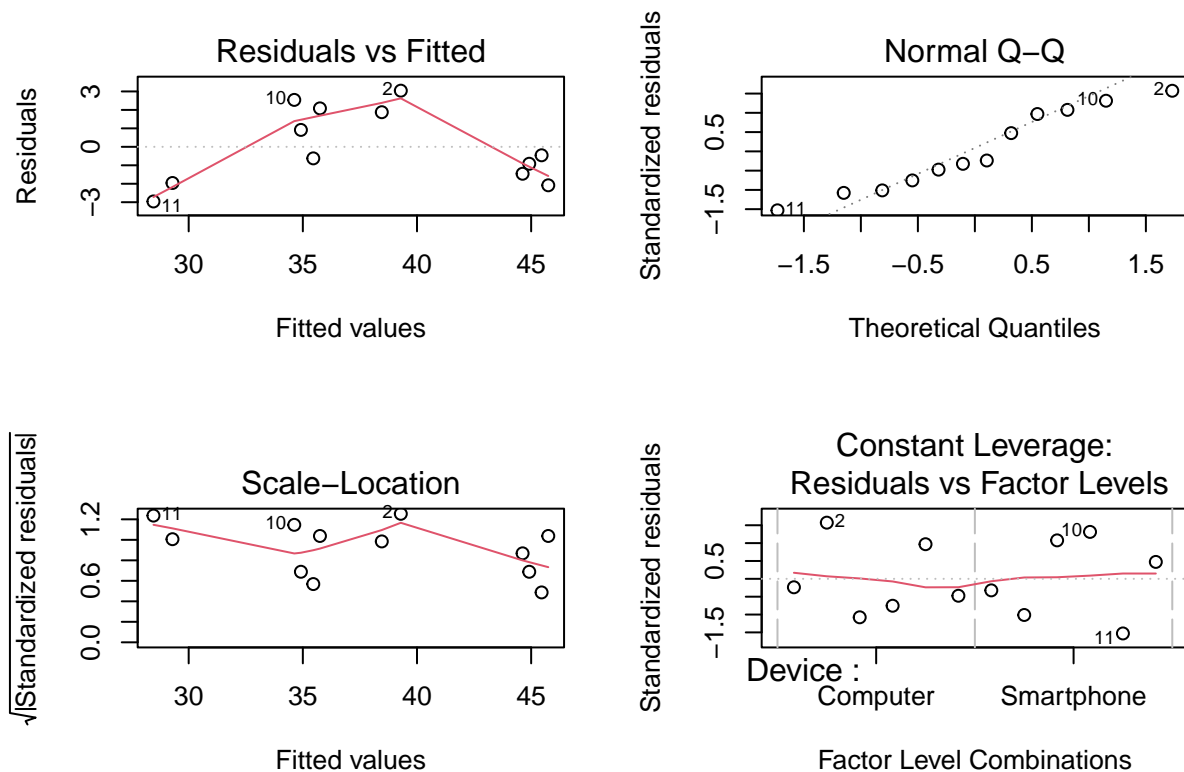 Residuals vs Fitted
Residuals
3
0
−3
10
2
11
30
35
40
45
Fitted values
Normal Q−Q
Standardized residuals
0.5
−1.5
10
2
11
−1.5
−0.5
0.5
1.5
Theoretical Quantiles
Scale−Location
√|Standardized residuals|
1.2
0.6
0.0
11
10
2
30
35
40
45
Fitted values
Constant Leverage:
Residuals vs Factor Levels
Standardized residuals
0.5
−1.5
2
10
11
Device :
Computer
Smartphone
Factor Level Combinations